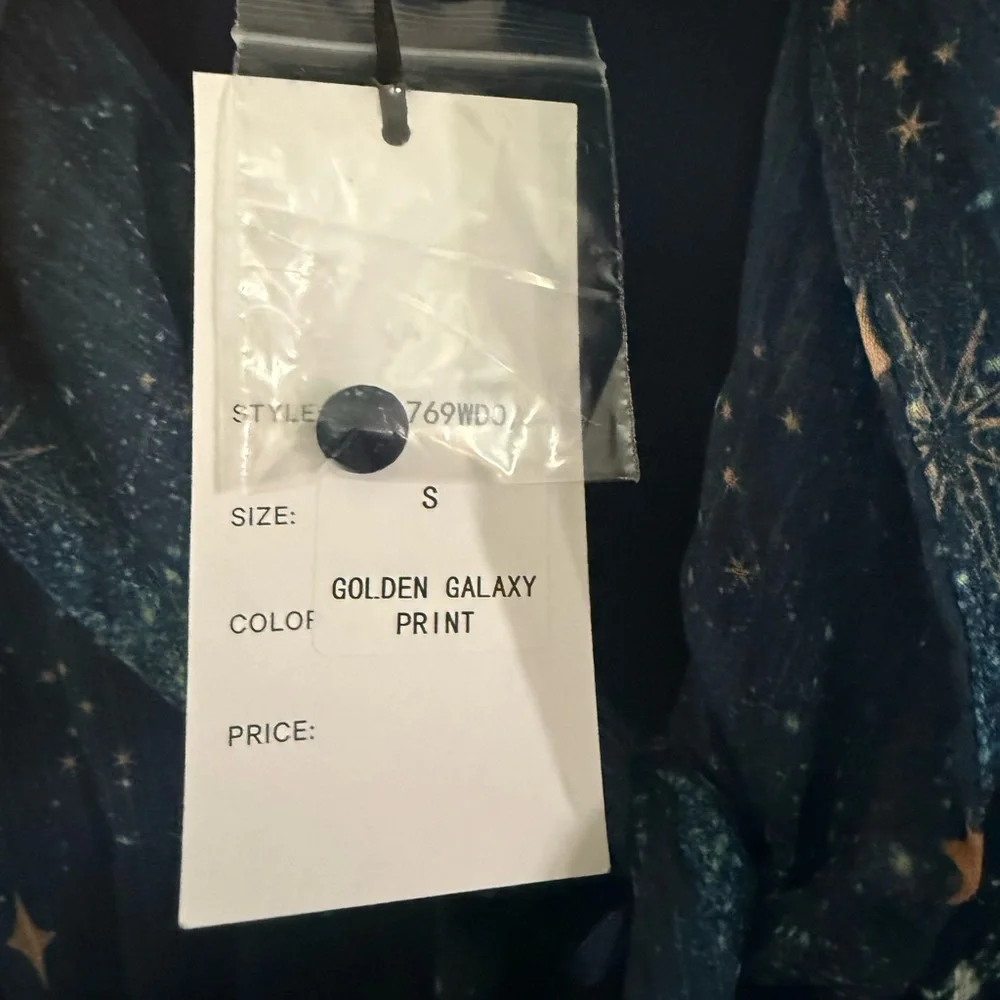 STYLE
SIZE: S
COLOR
GOLDEN GALAXY
PRINT
PRICE: